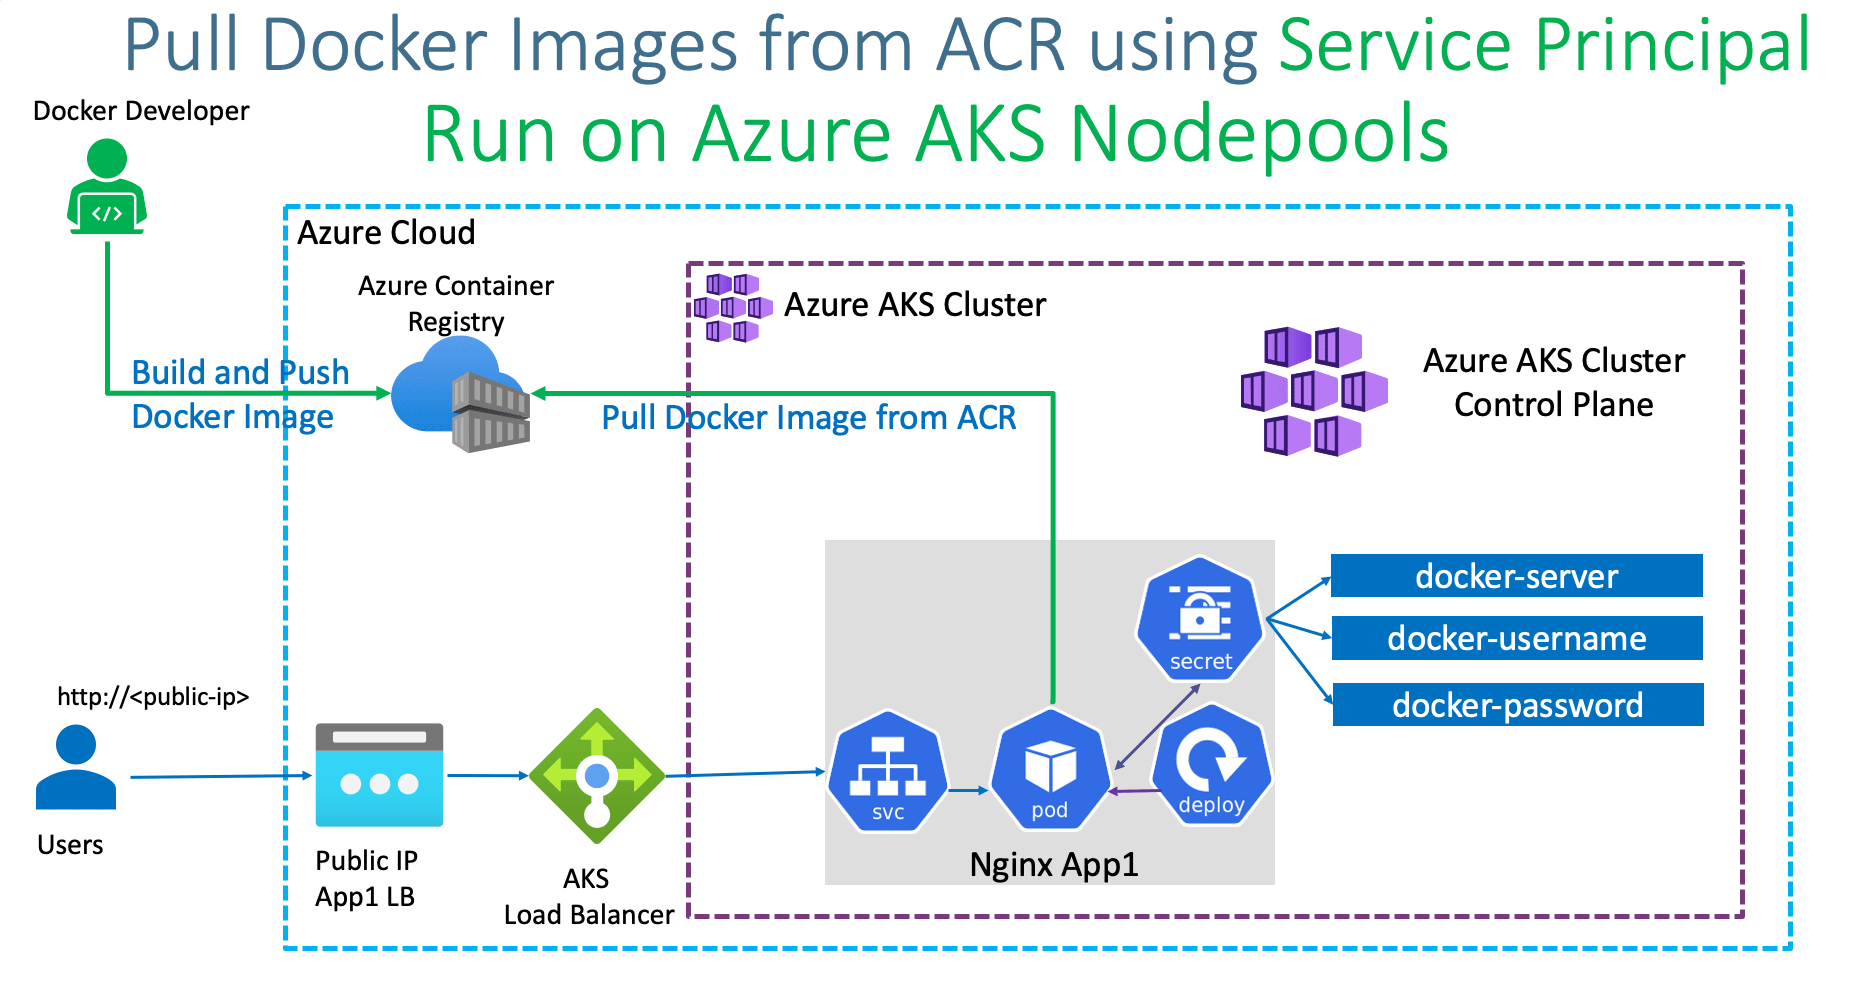 Pull Docker Images from ACR using Service Principal
Run on Azure AKS Nodepools
Docker Developer
Azure Cloud
Azure Container
Registry
Azure AKS Cluster
Azure AKS Cluster
Control Plane
Build and Push
Docker Image
Pull Docker Image from ACR
secret
docker-server
docker-username
docker-password
http://<public-ip>
svc
pod
deploy
Nginx App1
Users
Public IP
App1 LB
AKS
Load Balancer